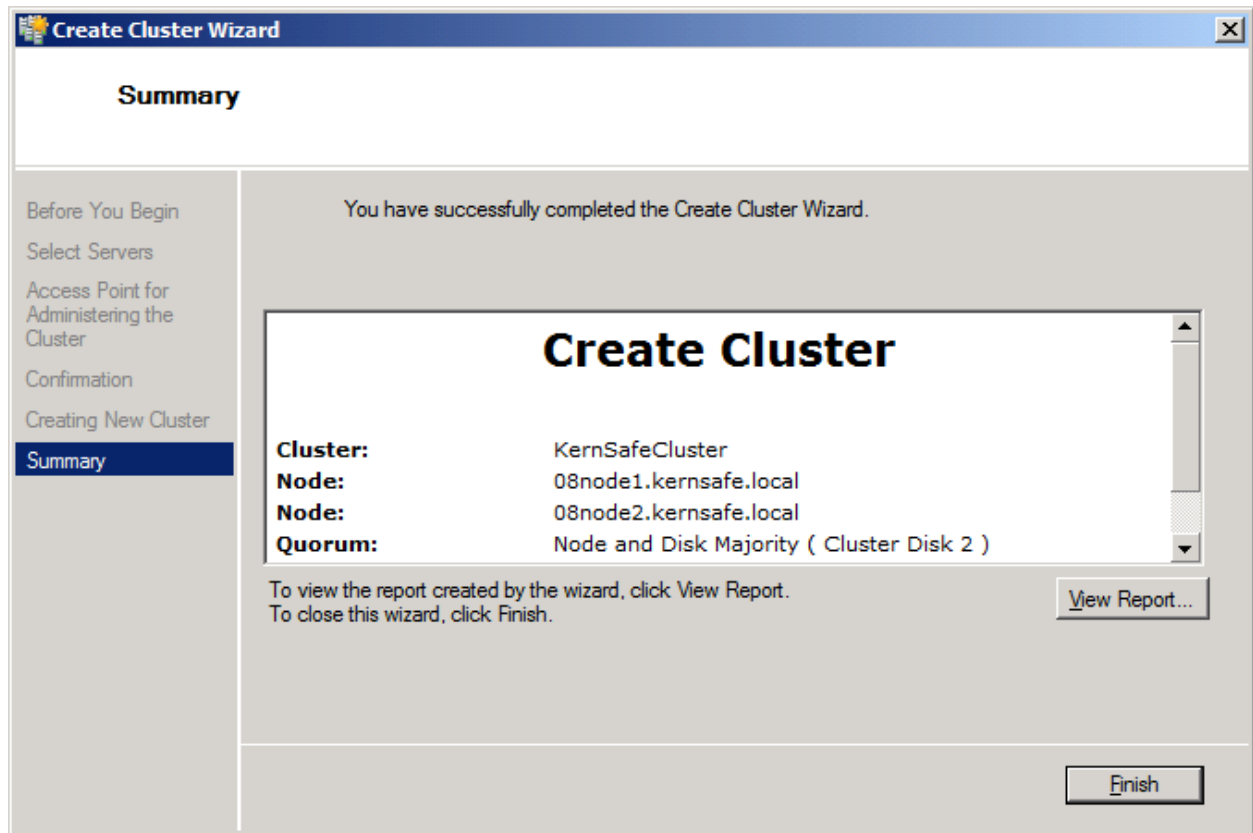 Create Cluster Wizard
Summary
Before You Begin
Select Servers
Access Point for
Administering the
Cluster
Confirmation
Creating New Cluster
Summary
You have successfully completed the Create Cluster Wizard.
Create Cluster
Cluster: KernSafeCluster
Node: 08node1.kernsafe.local
Node: 08node2.kernsafe.local
Quorum: Node and Disk Majority ( Cluster Disk 2 )
To view the report created by the wizard, click View Report.
To close this wizard, click Finish.
View Report...
Finish